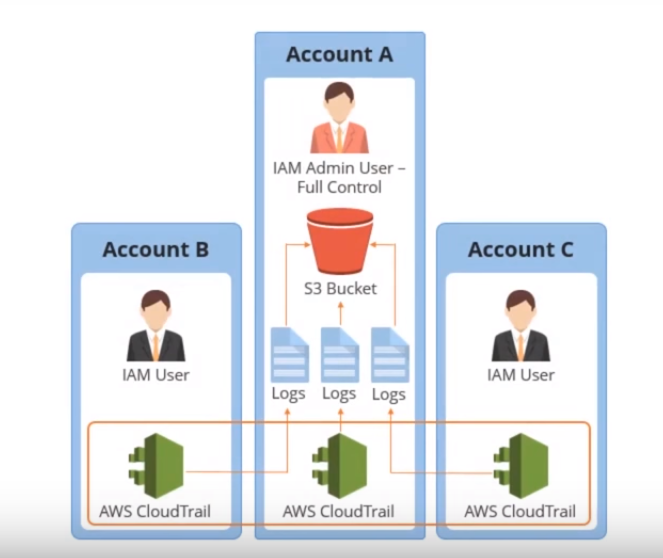 Account A
IAM Admin User –
Full Control
S3 Bucket
Logs
Logs
Logs
AWS CloudTrail
Account B
IAM User
AWS CloudTrail
Account C
IAM User
AWS CloudTrail